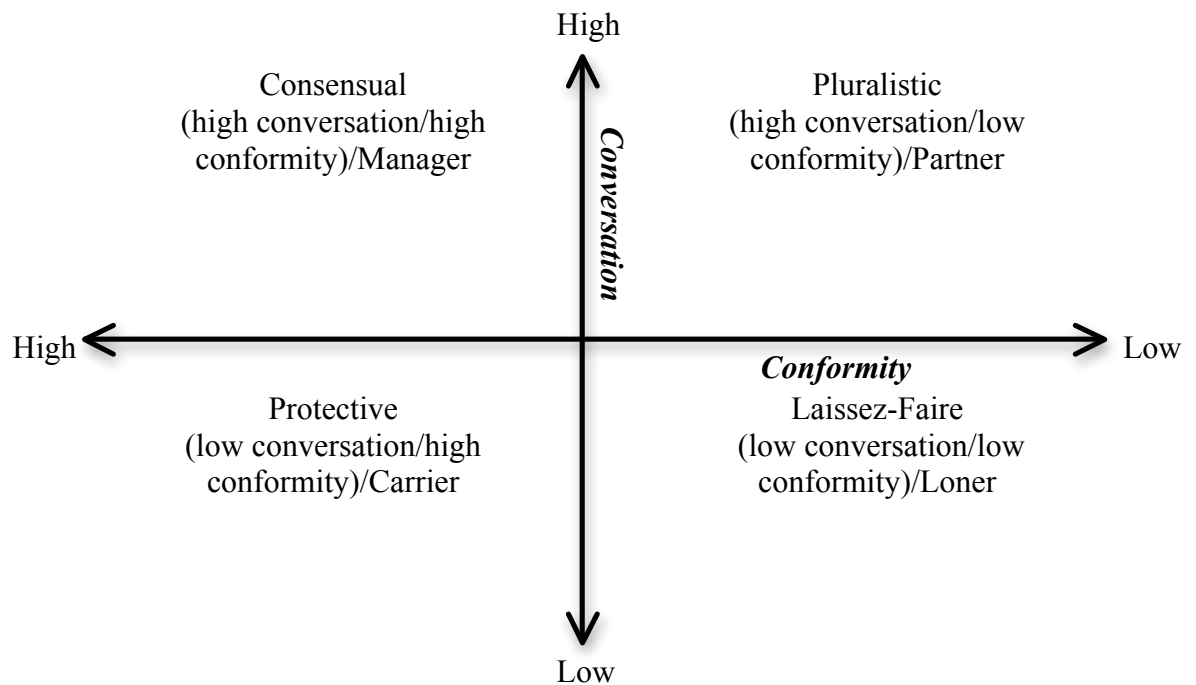 High
Consensual
(high conversation/high
conformity)/Manager
Pluralistic
(high conversation/low
conformity)/Partner
Conversation
High
Low
Conformity
Protective
(low conversation/high
conformity)/Carrier
Laissez-Faire
(low conversation/low
conformity)/Loner
Low